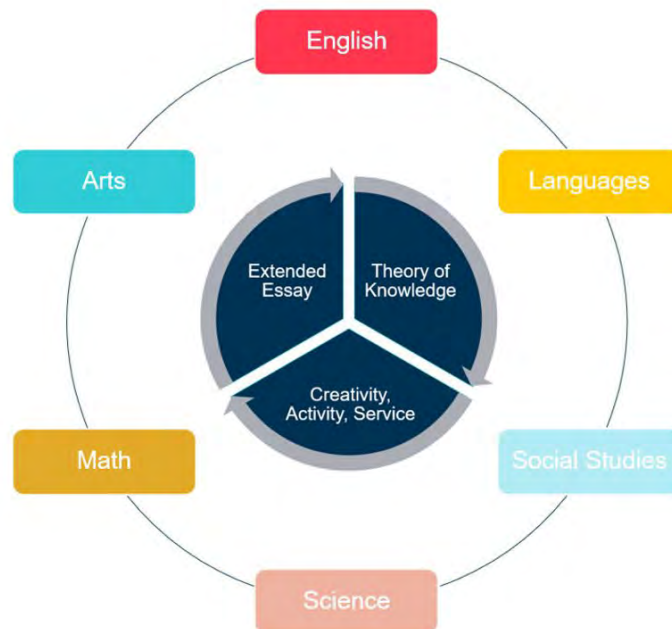 English
Arts
Languages
Extended
Essay
Theory of
Knowledge
Creativity,
Activity, Service
Math
Social Studies
Science